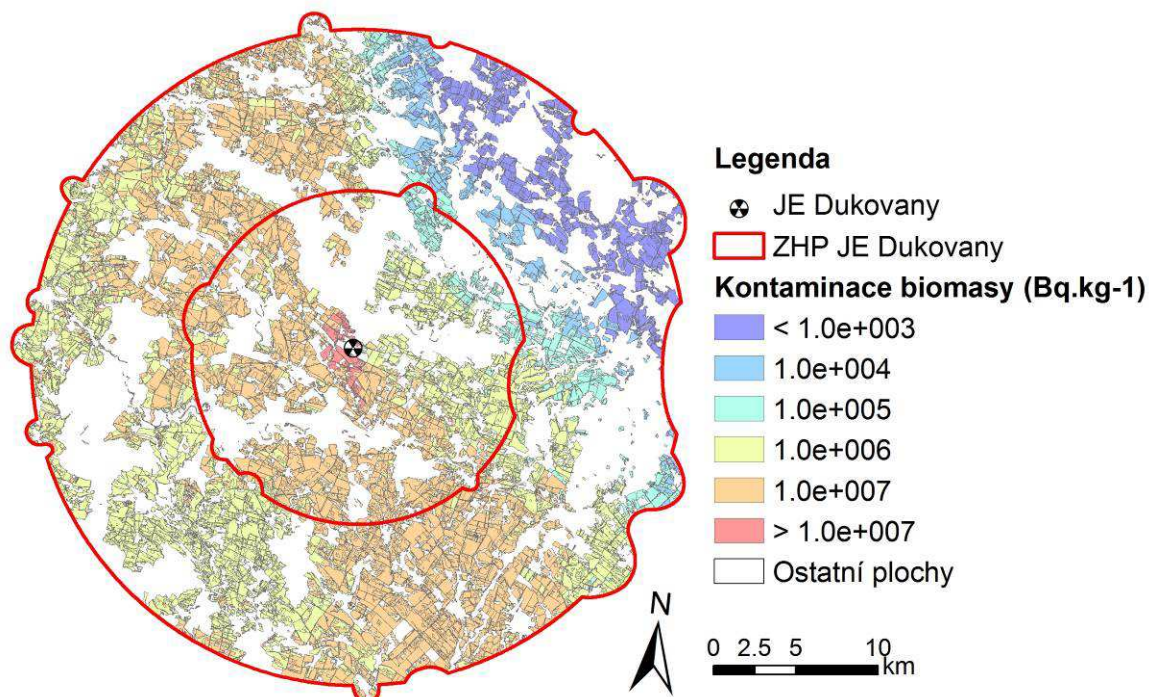 Legenda
JE Dukovany
ZHP JE Dukovany
Kontaminace biomasy (Bq.kg-1)
< 1.0e+003
1.0e+004
1.0e+005
1.0e+006
1.0e+007
> 1.0e+007
Ostatní plochy
N
0 2.5 5 10
km